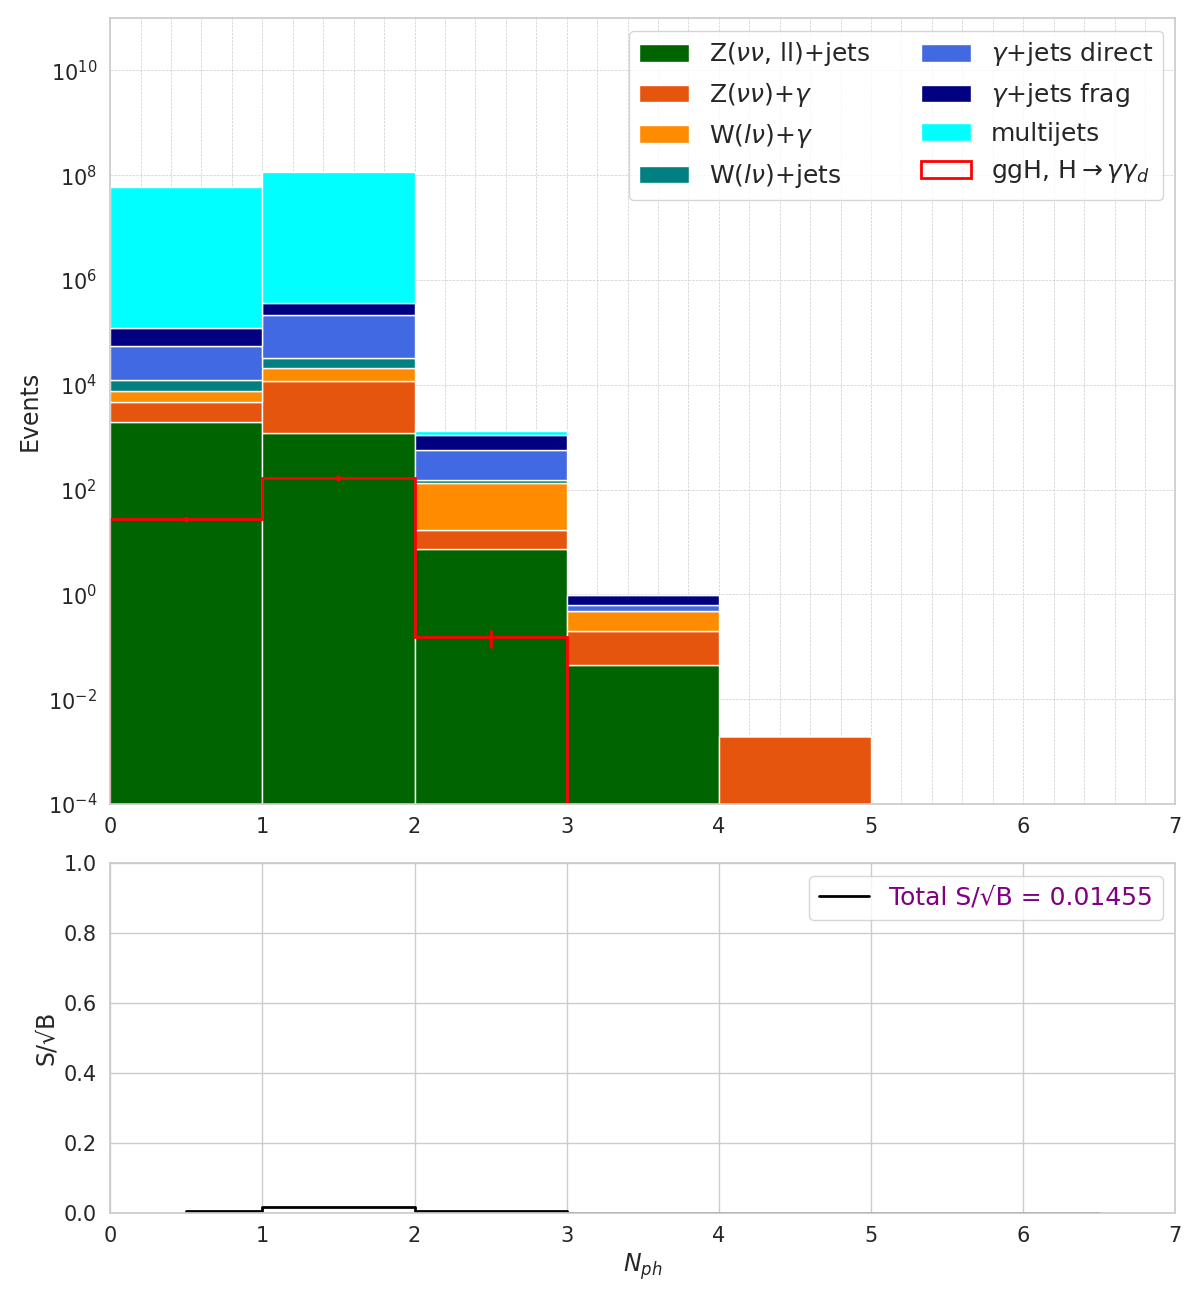 Z(νν, ll)+jets
Z(νν)+γ
W(lν)+γ
W(lν)+jets
γ+jets direct
γ+jets frag
multijets
ggH, H→γγ_d
Events
10^10
10^8
10^6
10^4
10^2
10^0
10^−2
10^−4
0 1 2 3 4 5 6 7
Total S/√B = 0.01455
S/√B
1.0
0.8
0.6
0.4
0.2
0.0
0 1 2 3 4 5 6 7
N_ph